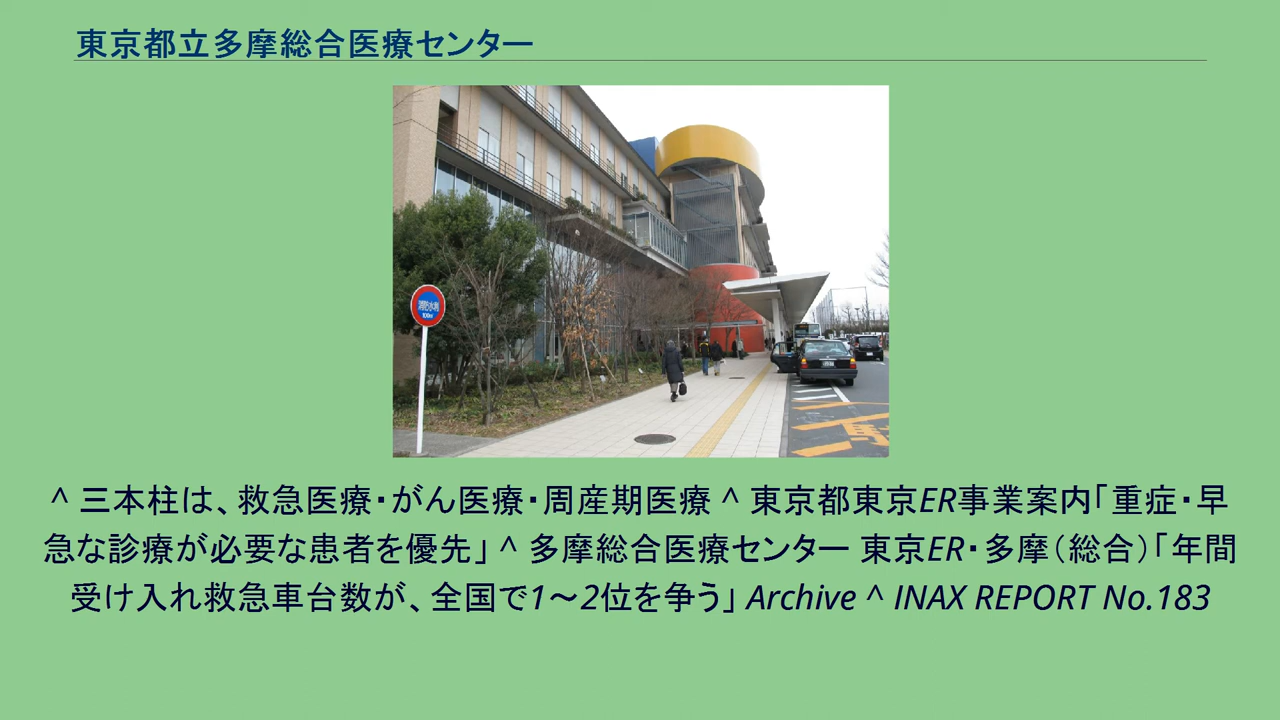 東京都立多摩総合医療センター
消防水利
100m
^ 三本柱は、救急医療・がん医療・周産期医療 ^ 東京都東京ER事業案内「重症・早
急な診療が必要な患者を優先」 ^ 多摩総合医療センター 東京ER・多摩（総合）「年間
受け入れ救急車台数が、全国で1～2位を争う」 Archive ^ INAX REPORT No.183